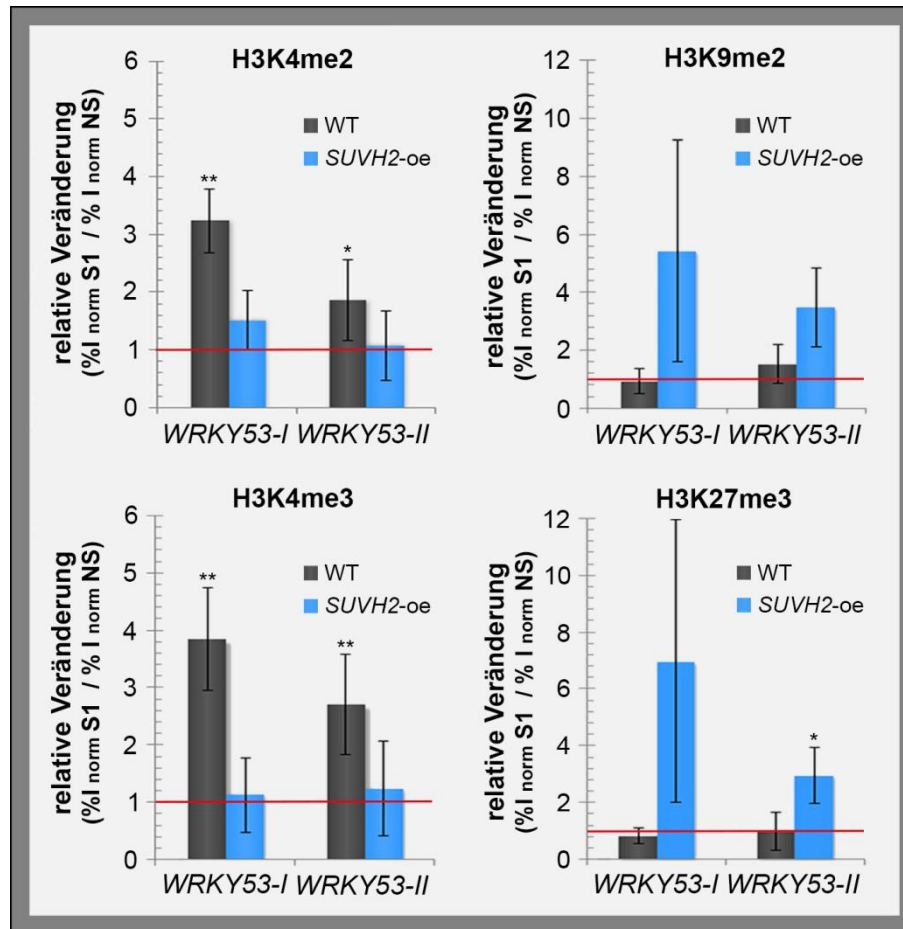 H3K4me2
relative Veränderung
(%I norm S1 / % I norm NS)
6
5
4
3
2
1
0
WT
SUVH2-oe
**
*
WRKY53-I WRKY53-II
H3K9me2
relative Veränderung
(%I norm S1 / % I norm NS)
12
10
8
6
4
2
0
WT
SUVH2-oe
WRKY53-I WRKY53-II
H3K4me3
relative Veränderung
(%I norm S1 / % I norm NS)
6
5
4
3
2
1
0
WT
SUVH2-oe
**
**
WRKY53-I WRKY53-II
H3K27me3
relative Veränderung
(%I norm S1 / % I norm NS)
12
10
8
6
4
2
0
WT
SUVH2-oe
*
WRKY53-I WRKY53-II